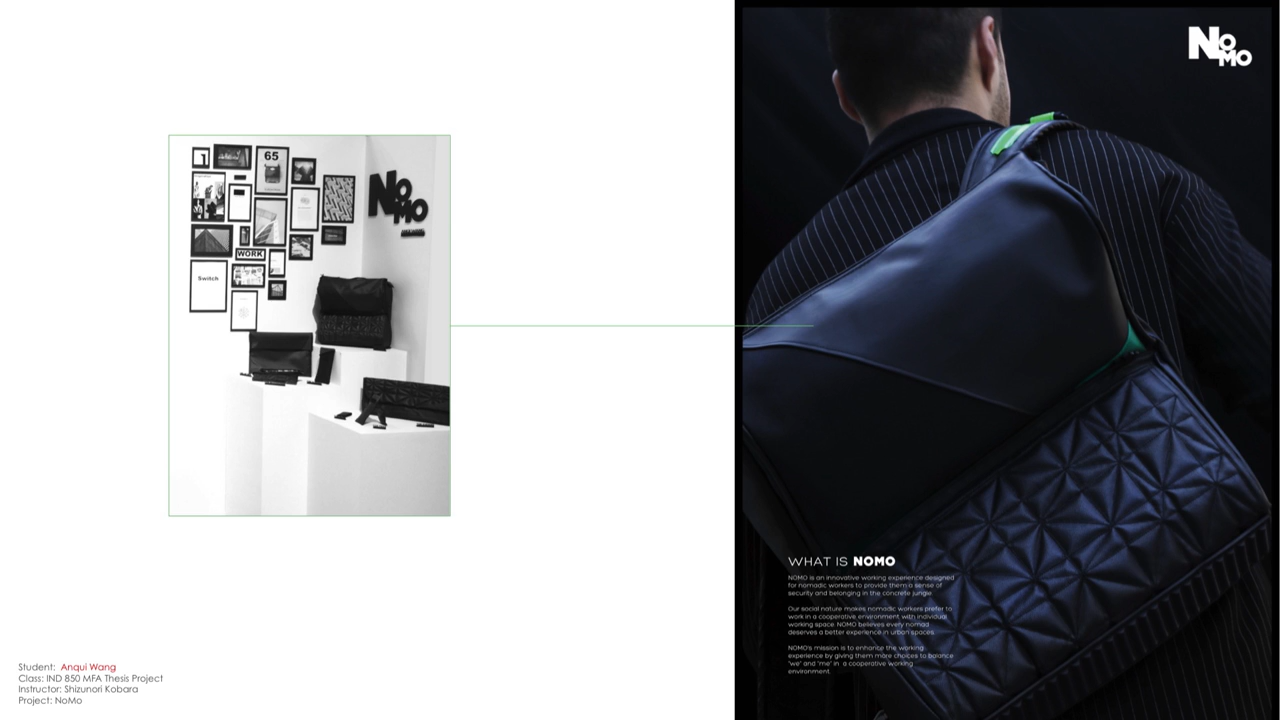 1
65
WORK
Switch
NoMo
Student: Anqui Wang
Class: IND 850 MFA Thesis Project
Instructor: Shizunori Kobara
Project: NoMo
NoMo
WHAT IS NOMO
NOMO is an innovative working experience designed
for nomadic workers to provide them a sense of
security and belonging in the concrete jungle
Our social nature makes nomadic workers prefer to
work in a cooperative environment with individual
working space. NOMO believes every nomad
deserves a better experience in urban spaces.
NOMO's mission is to enhance the working
experience by giving them more choices to balance
"we" and "me" in a cooperative working
environment.